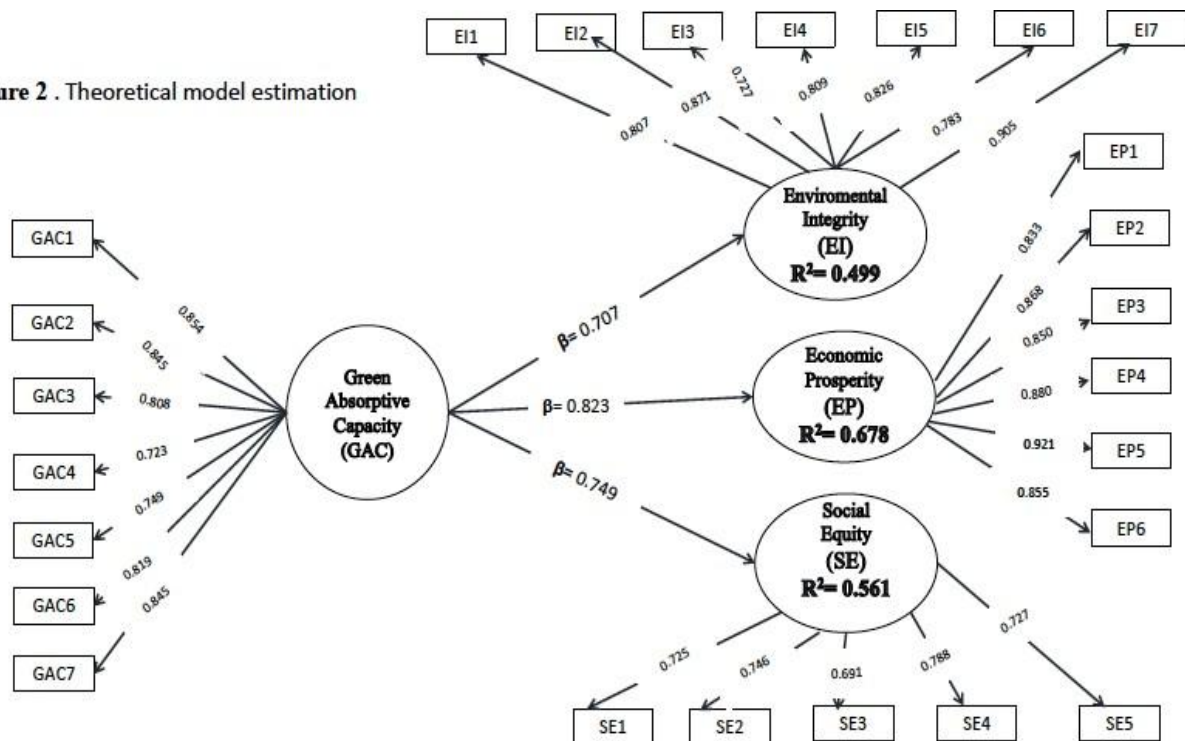 EI1
EI2
EI3
EI4
EI5
EI6
EI7
ure 2 . Theoretical model estimation
0.807
0.871
0.727
0.809
0.826
0.783
0.905
EP1
EP2
EP3
EP4
EP5
EP6
0.833
0.868
0.850
0.880
0.921
0.855
Enviromental
Integrity
(EI)
R²= 0.499
GAC1
GAC2
GAC3
GAC4
GAC5
GAC6
GAC7
0.854
0.845
0.808
0.723
0.749
0.819
0.845
Green
Absorptive
Capacity
(GAC)
β= 0.707
β= 0.823
β= 0.749
Economic
Prosperity
(EP)
R²= 0.678
Social
Equity
(SE)
R²= 0.561
0.725
0.746
0.691
0.788
0.727
SE1
SE2
SE3
SE4
SE5